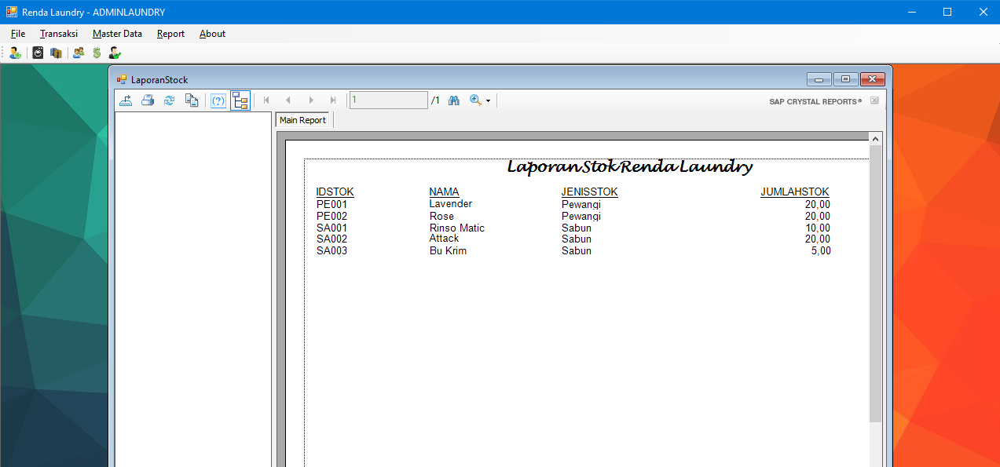 Renda Laundry - ADMINLAUNDRY
File Transaksi Master Data Report About
LaporanStock
1 /1 SAP CRYSTAL REPORTS®
Main Report
Laporan Stok Renda Laundry
IDSTOK NAMA JENISSTOK JUMLAHSTOK
PE001 Lavender Pewangi 20,00
PE002 Rose Pewangi 20,00
SA001 Rinso Matic Sabun 10,00
SA002 Attack Sabun 20,00
SA003 Bu Krim Sabun 5,00